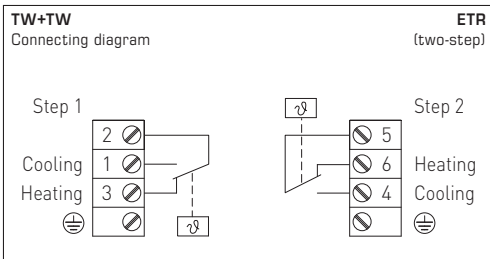 TW+TW ETR
Connecting diagram (two-step)
Step 1 ϑ Step 2
2 5
Cooling 1 6 Heating
Heating 3 4 Cooling
ϑ